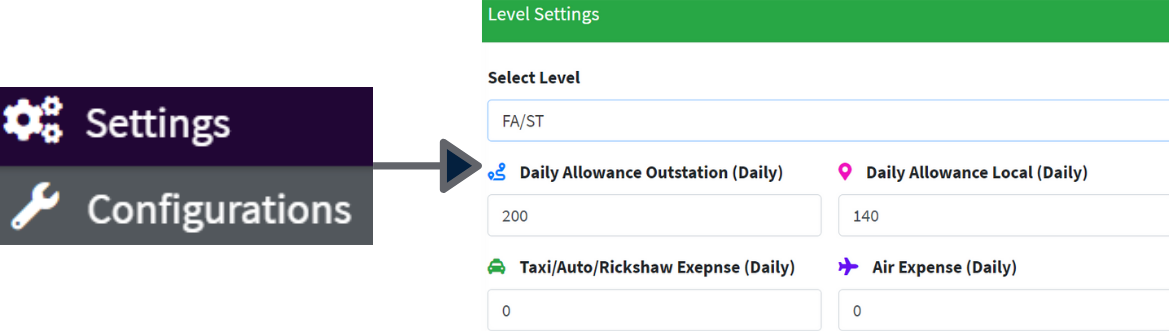 Settings
Configurations
Level Settings
Select Level
FA/ST
Daily Allowance Outstation (Daily)
Daily Allowance Local (Daily)
200
140
Taxi/Auto/Rickshaw Exepnse (Daily)
Air Expense (Daily)
0
0